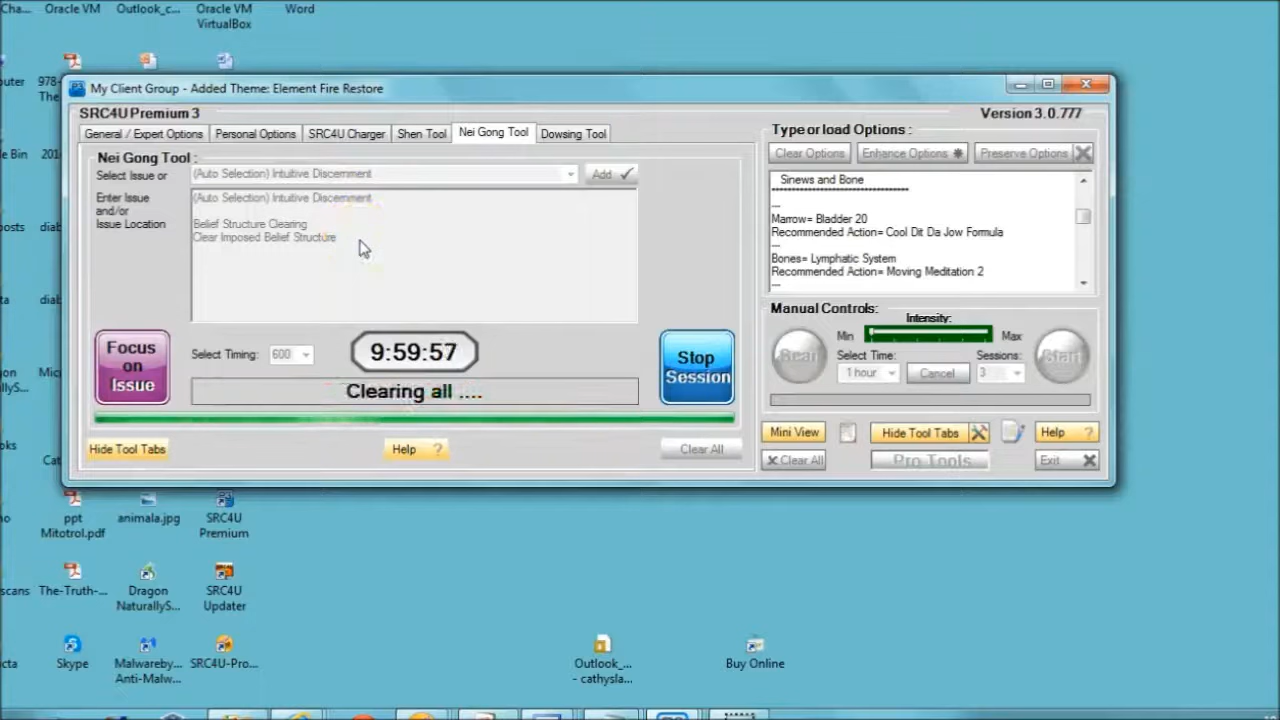 Cha... Oracle VM Outlook_c... Oracle VM VirtualBox Word
My Client Group - Added Theme: Element Fire Restore
SRC4U Premium 3
Version 3.0.777
General / Expert Options Personal Options SRC4U Charger Shen Tool Nei Gong Tool Dowsing Tool
Nei Gong Tool :
Select Issue or (Auto Selection) Intuitive Discernment Add
Enter Issue
and/or
Issue Location
(Auto Selection) Intuitive Discernment
Belief Structure Clearing
Clear Imposed Belief Structure
Focus
on
Issue
Select Timing: 600
9:59:57
Clearing all ....
Stop
Session
Hide Tool Tabs Help ? Clear All
Type or load Options :
Clear Options Enhance Options Preserve Options
Sinews and Bone
************************************
---
Marrow= Bladder 20
Recommended Action= Cool Dit Da Jow Formula
---
Bones= Lymphatic System
Recommended Action= Moving Meditation 2
---
Manual Controls:
Intensity:
Min Max
Scan
Select Time: Sessions:
1 hour Cancel 3
Start
Mini View Hide Tool Tabs Help ?
Clear All Pro Tools Exit
ppt
Mitotrol.pdf
animala.jpg
SRC4U
Premium
scans
The-Truth-...
Dragon
NaturallyS...
SRC4U
Updater
Skype
Malwareby...
Anti-Malw...
SRC4U-Pro...
Outlook_...
- cathysla...
Buy Online